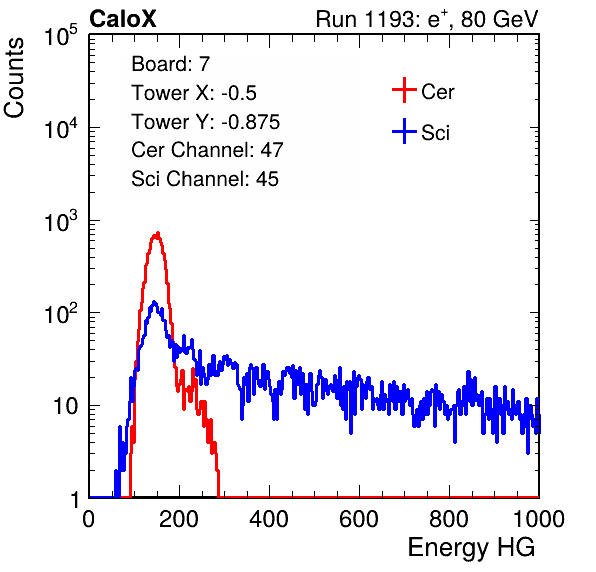 CaloX Run 1193: e⁺, 80 GeV
Counts
10⁵
10⁴
10³
10²
10
1
Board: 7
Tower X: -0.5
Tower Y: -0.875
Cer Channel: 47
Sci Channel: 45
Cer
Sci
0 200 400 600 800 1000
Energy HG